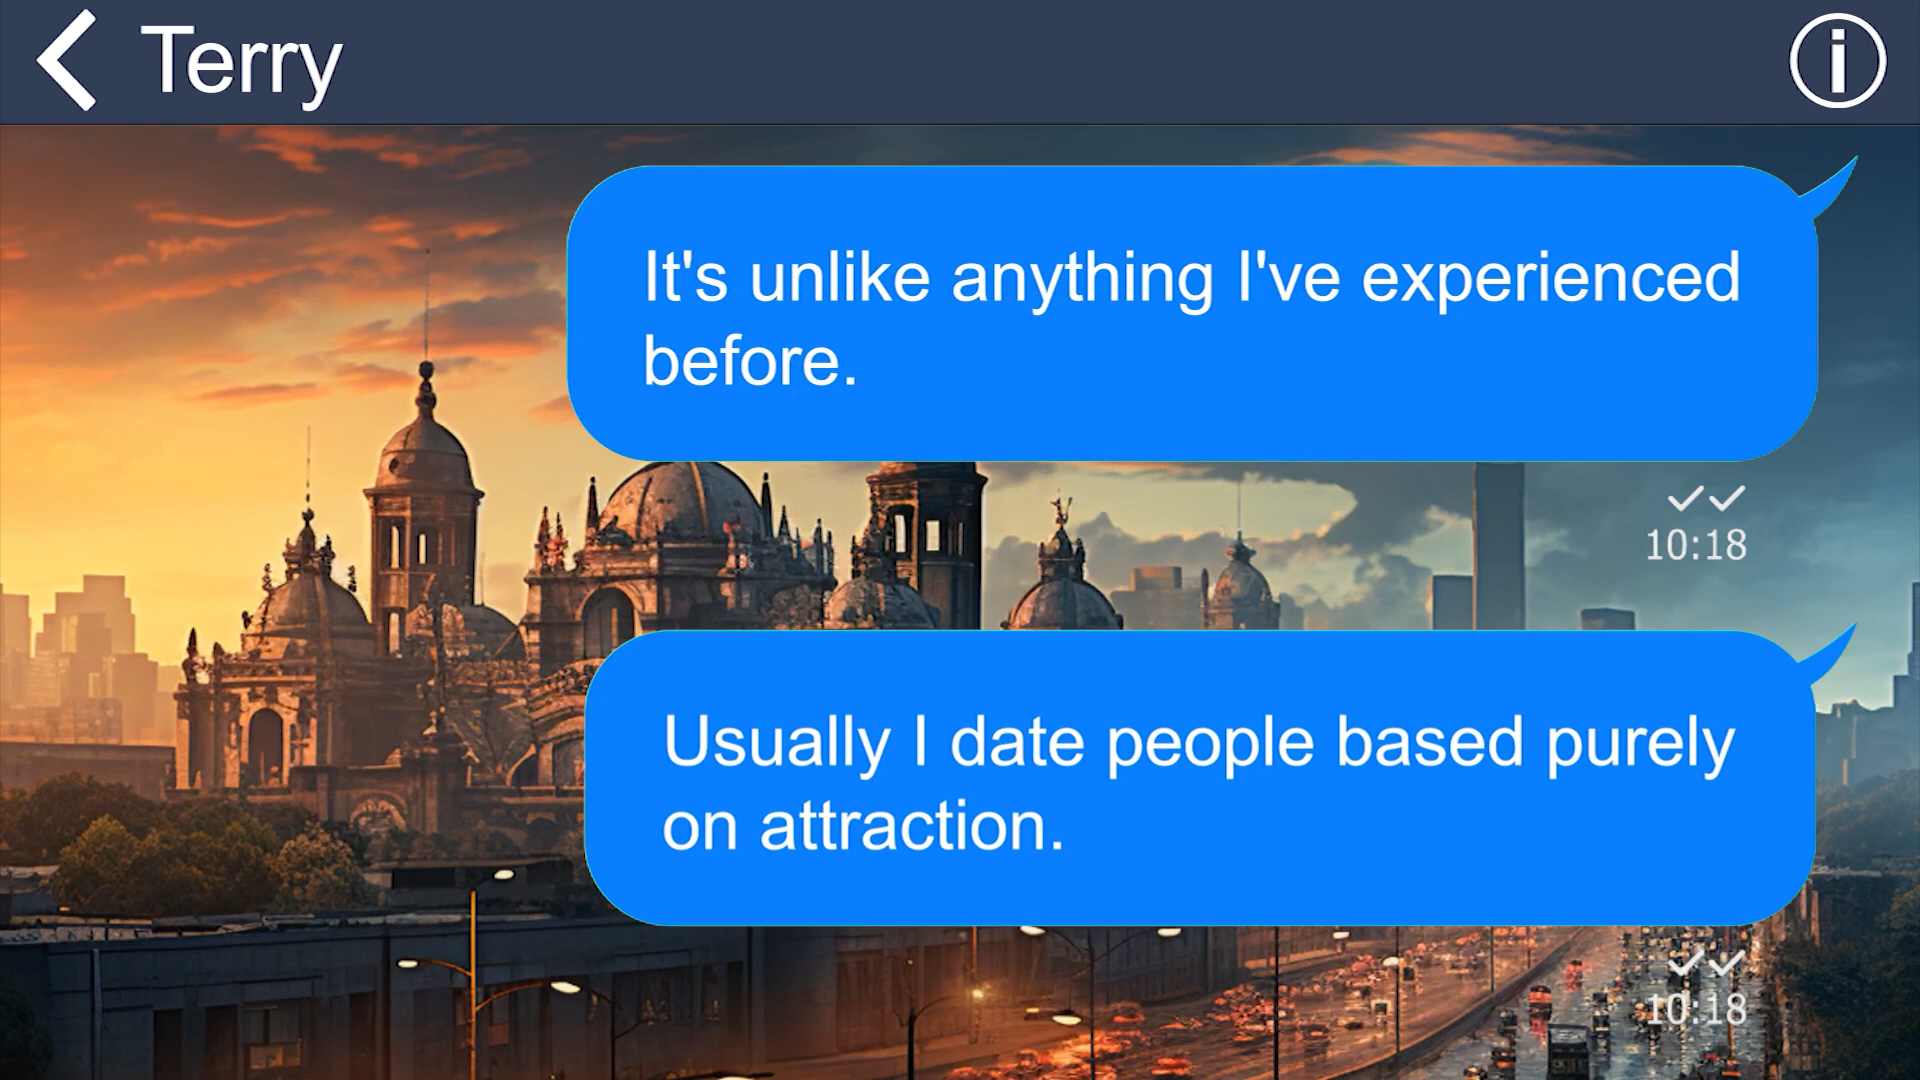 Terry
It's unlike anything I've experienced
before.
10:18
Usually I date people based purely
on attraction.
10:18